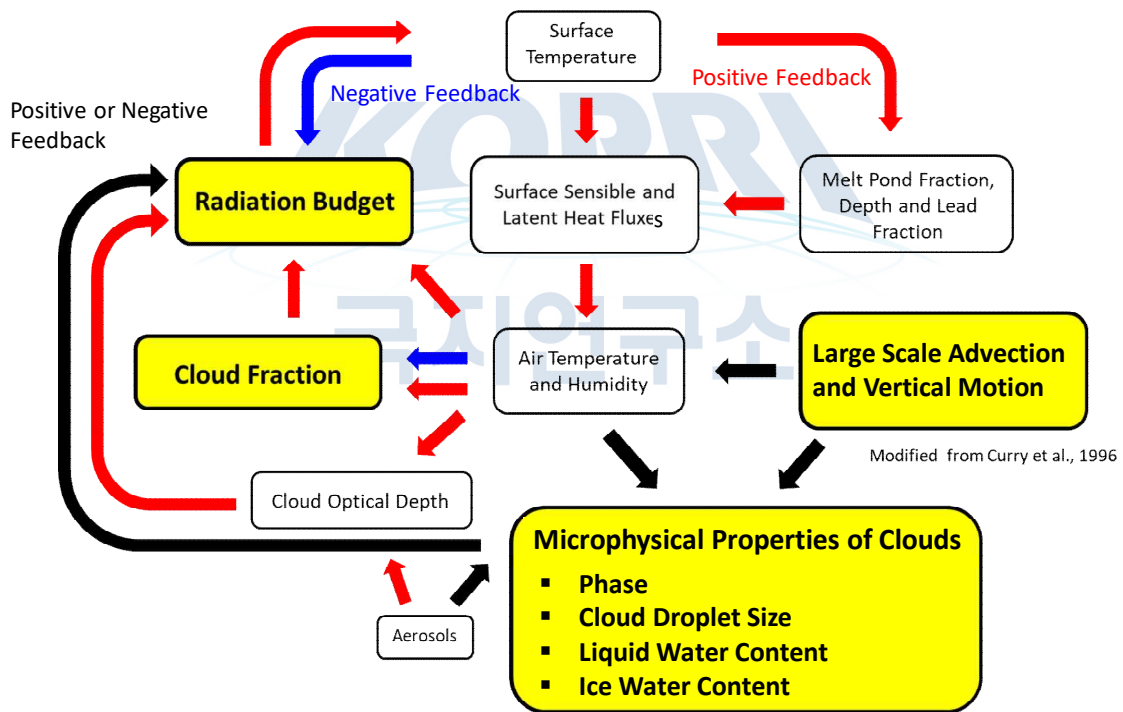 Surface
Temperature
Positive Feedback
Negative Feedback
Positive or Negative
Feedback
KOPRI
Radiation Budget
Surface Sensible and
Latent Heat Fluxes
Melt Pond Fraction,
Depth and Lead
Fraction
극지연구소
Cloud Fraction
Air Temperature
and Humidity
Large Scale Advection
and Vertical Motion
Modified from Curry et al., 1996
Cloud Optical Depth
Microphysical Properties of Clouds
▪ Phase
▪ Cloud Droplet Size
▪ Liquid Water Content
▪ Ice Water Content
Aerosols